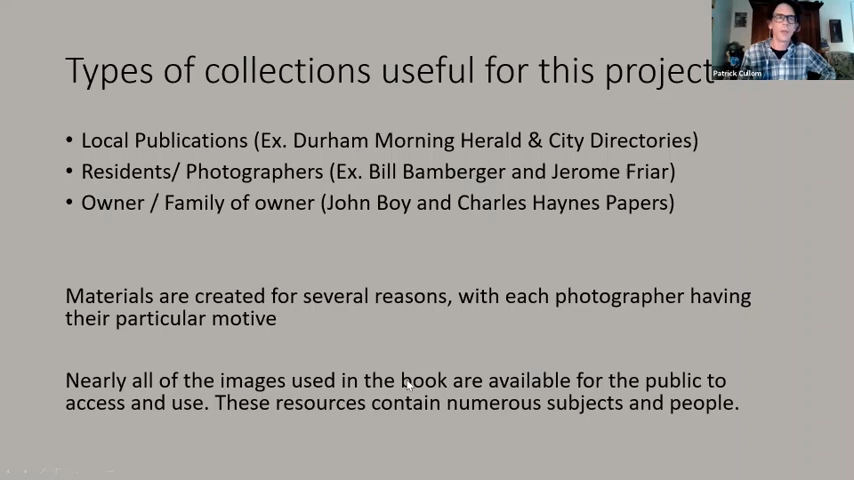 Types of collections useful for this project
Patrick Cullom
• Local Publications (Ex. Durham Morning Herald & City Directories)
• Residents/ Photographers (Ex. Bill Bamberger and Jerome Friar)
• Owner / Family of owner (John Boy and Charles Haynes Papers)
Materials are created for several reasons, with each photographer having
their particular motive
Nearly all of the images used in the book are available for the public to
access and use. These resources contain numerous subjects and people.